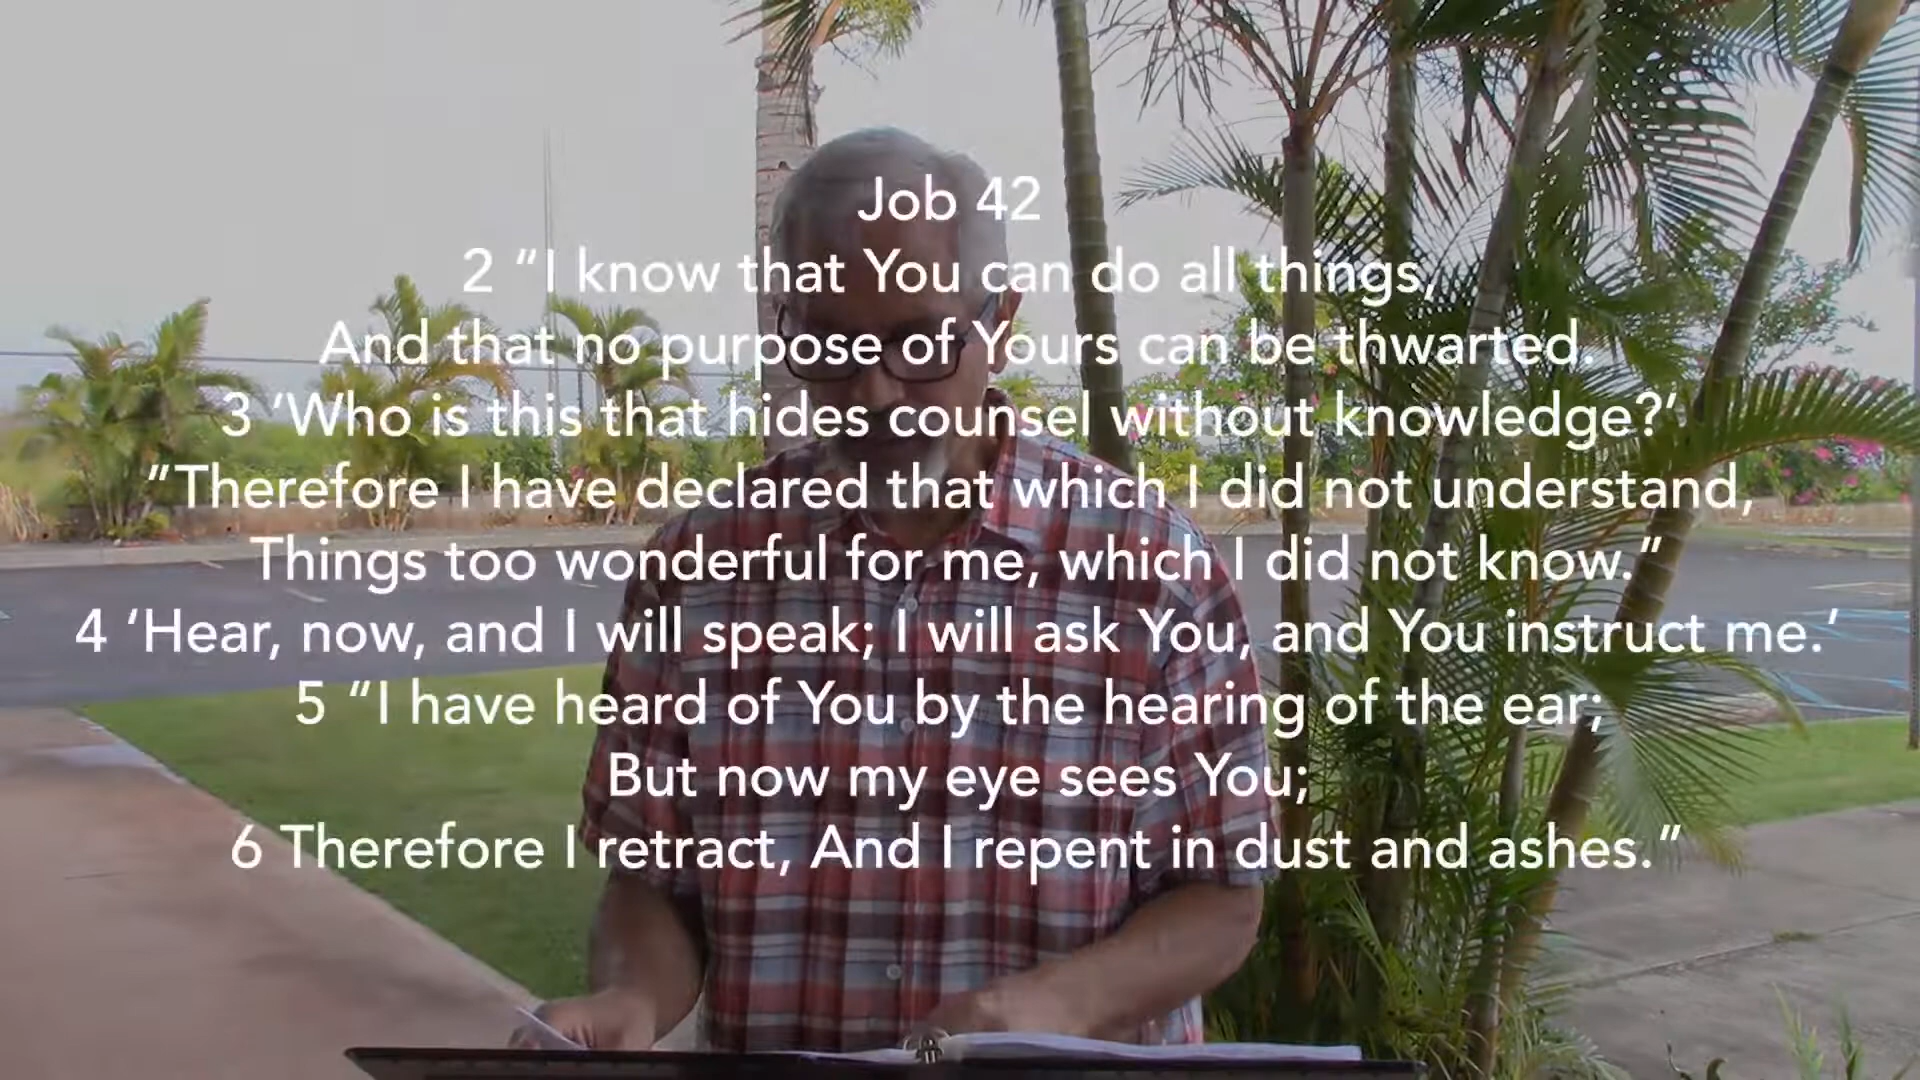 Job 42
2 “I know that You can do all things,
And that no purpose of Yours can be thwarted.
3 ‘Who is this that hides counsel without knowledge?’
“Therefore I have declared that which I did not understand,
Things too wonderful for me, which I did not know.”
4 ‘Hear, now, and I will speak; I will ask You, and You instruct me.’
5 “I have heard of You by the hearing of the ear;
But now my eye sees You;
6 Therefore I retract, And I repent in dust and ashes.”